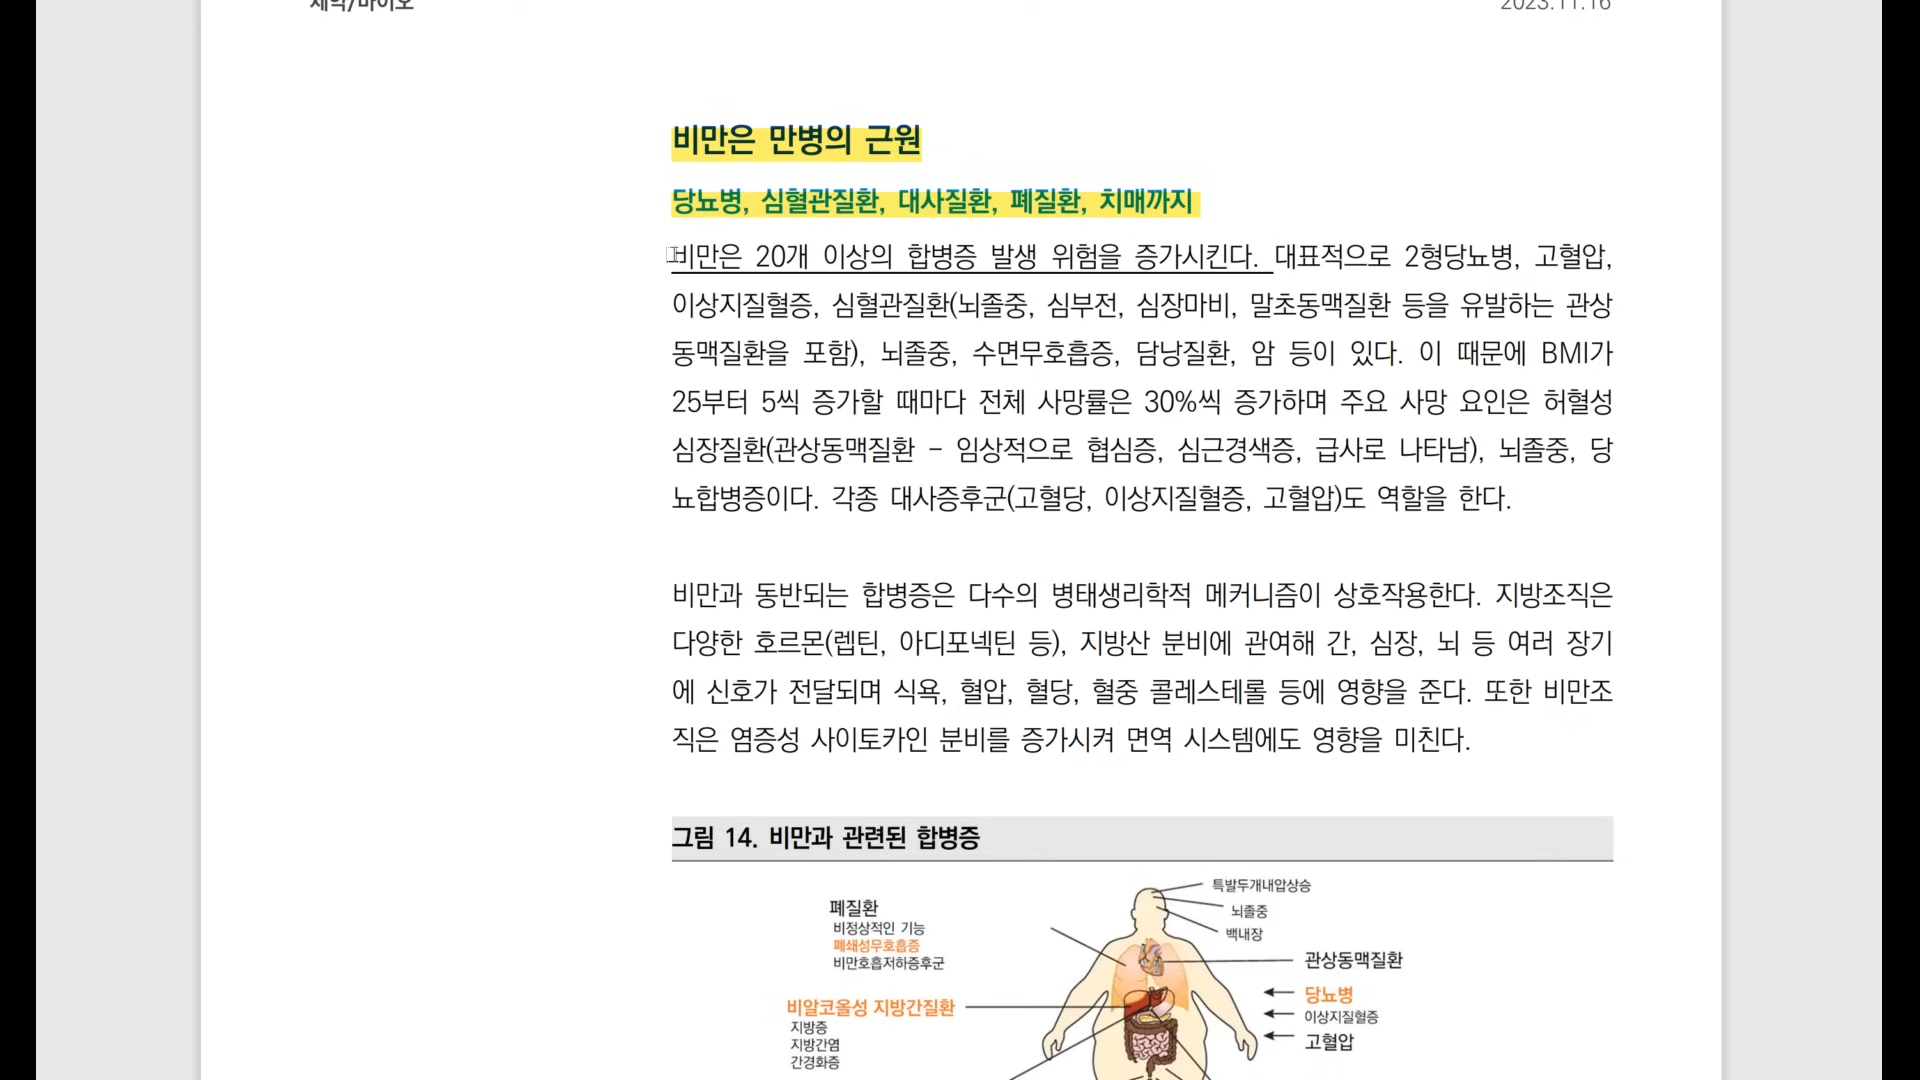 제약/바이오
2023.11.16
비만은 만병의 근원
당뇨병, 심혈관질환, 대사질환, 폐질환, 치매까지
비만은 20개 이상의 합병증 발생 위험을 증가시킨다. 대표적으로 2형당뇨병, 고혈압,
이상지질혈증, 심혈관질환(뇌졸중, 심부전, 심장마비, 말초동맥질환 등을 유발하는 관상
동맥질환을 포함), 뇌졸중, 수면무호흡증, 담낭질환, 암 등이 있다. 이 때문에 BMI가
25부터 5씩 증가할 때마다 전체 사망률은 30%씩 증가하며 주요 사망 요인은 허혈성
심장질환(관상동맥질환 – 임상적으로 협심증, 심근경색증, 급사로 나타남), 뇌졸중, 당
뇨합병증이다. 각종 대사증후군(고혈당, 이상지질혈증, 고혈압)도 역할을 한다.
비만과 동반되는 합병증은 다수의 병태생리학적 메커니즘이 상호작용한다. 지방조직은
다양한 호르몬(렙틴, 아디포넥틴 등), 지방산 분비에 관여해 간, 심장, 뇌 등 여러 장기
에 신호가 전달되며 식욕, 혈압, 혈당, 혈중 콜레스테롤 등에 영향을 준다. 또한 비만조
직은 염증성 사이토카인 분비를 증가시켜 면역 시스템에도 영향을 미친다.
그림 14. 비만과 관련된 합병증
폐질환
비정상적인 기능
폐쇄성무호흡증
비만호흡저하증후군
비알코올성 지방간질환
지방증
지방간염
간경화증
특발두개내압상승
뇌졸중
백내장
관상동맥질환
당뇨병
이상지질혈증
고혈압